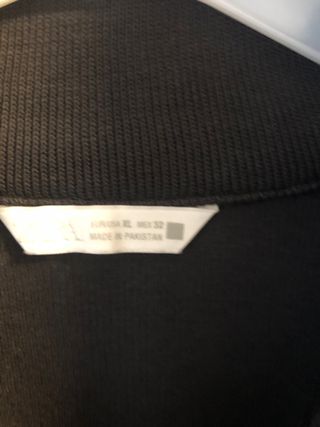 EUR/USA XL MEX 32
MADE IN PAKISTAN